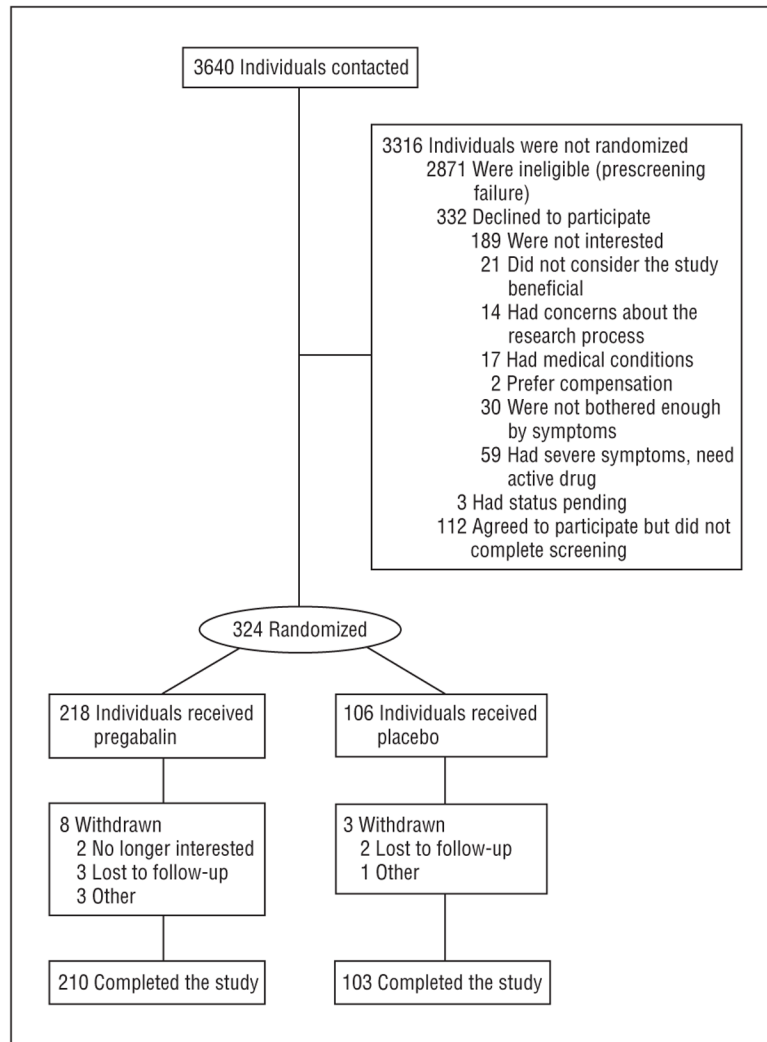 3640 Individuals contacted
3316 Individuals were not randomized
2871 Were ineligible (prescreening
failure)
332 Declined to participate
189 Were not interested
21 Did not consider the study
beneficial
14 Had concerns about the
research process
17 Had medical conditions
2 Prefer compensation
30 Were not bothered enough
by symptoms
59 Had severe symptoms, need
active drug
3 Had status pending
112 Agreed to participate but did not
complete screening
324 Randomized
218 Individuals received
pregabalin
106 Individuals received
placebo
8 Withdrawn
2 No longer interested
3 Lost to follow-up
3 Other
3 Withdrawn
2 Lost to follow-up
1 Other
210 Completed the study
103 Completed the study